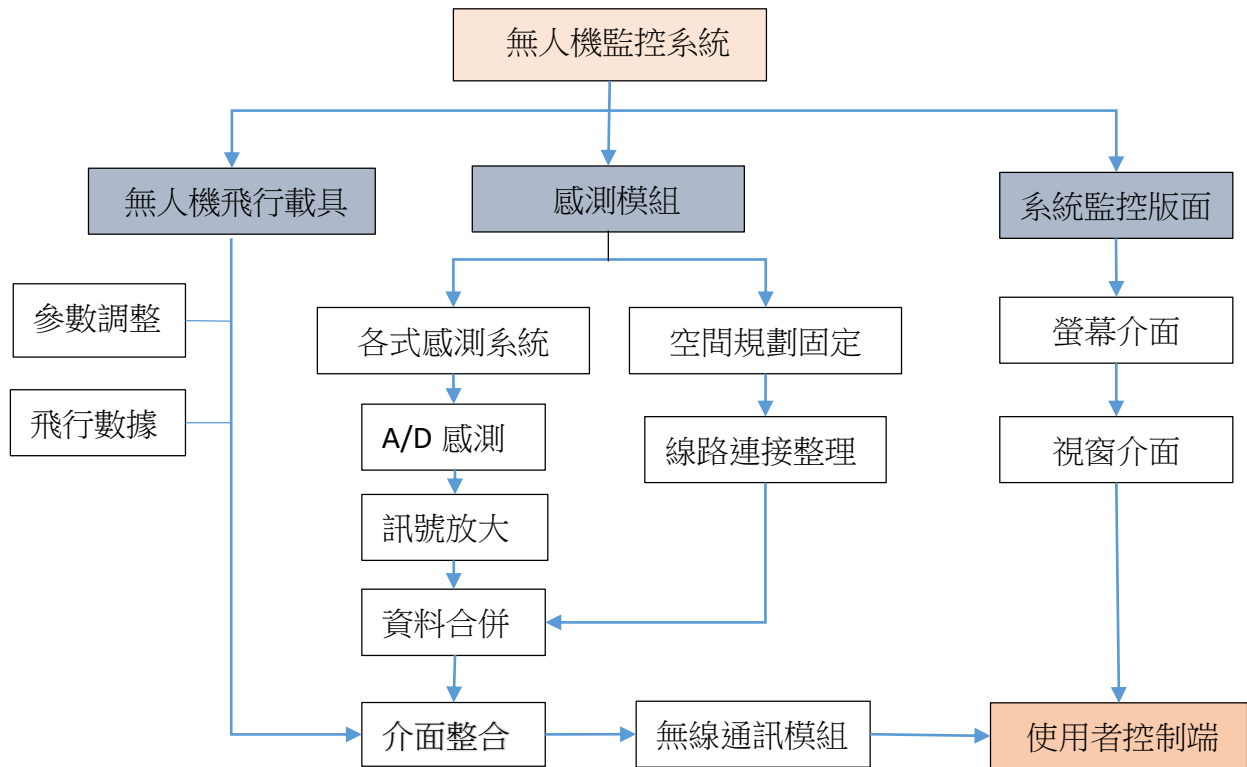 無人機監控系統
無人機飛行載具
感測模組
系統監控版面
參數調整
各式感測系統
空間規劃固定
螢幕介面
飛行數據
A/D 感測
線路連接整理
視窗介面
訊號放大
資料合併
介面整合
無線通訊模組
使用者控制端